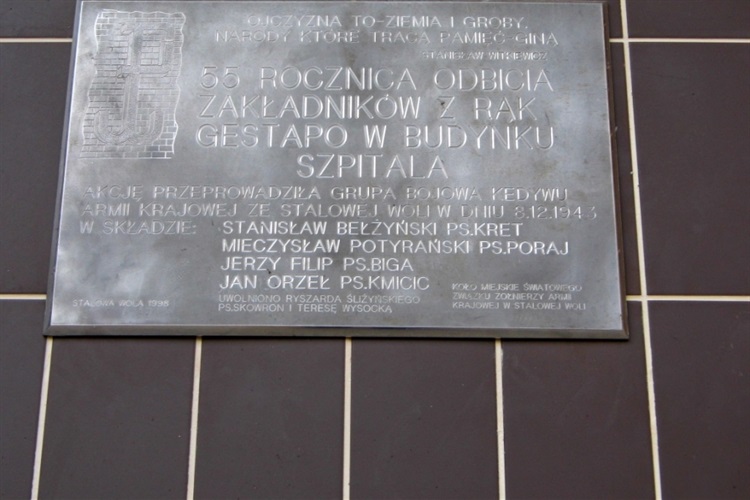 OJCZYZNA TO-ZIEMIA I GROBY.
NARODY KTÓRE TRACĄ PAMIĘĆ-GINĄ
STANISŁAW WITKIEWICZ
55 ROCZNICA ODBICIA
ZAKŁADNIKÓW Z RĄK
GESTAPO W BUDYNKU
SZPITALA
AKCJĘ PRZEPROWADZIŁA GRUPA BOJOWA KEDYWU
ARMII KRAJOWEJ ZE STALOWEJ WOLI W DNIU 8.12.1943
W SKŁADZIE: STANISŁAW BEŁŻYŃSKI PS.KRET
MIECZYSŁAW POTYRAŃSKI PS.PORAJ
JERZY FILIP PS.BIGA
JAN ORZEŁ PS.KMICIC
UWOLNIONO RYSZARDA ŚLIŻYŃSKIEGO
PS.SKOWRON I TERESĘ WYSOCKĄ
STALOWA WOLA 1998
KOŁO MIEJSKIE ŚWIATOWEGO
ZWIĄZKU ŻOŁNIERZY ARMII
KRAJOWEJ W STALOWEJ WOLI